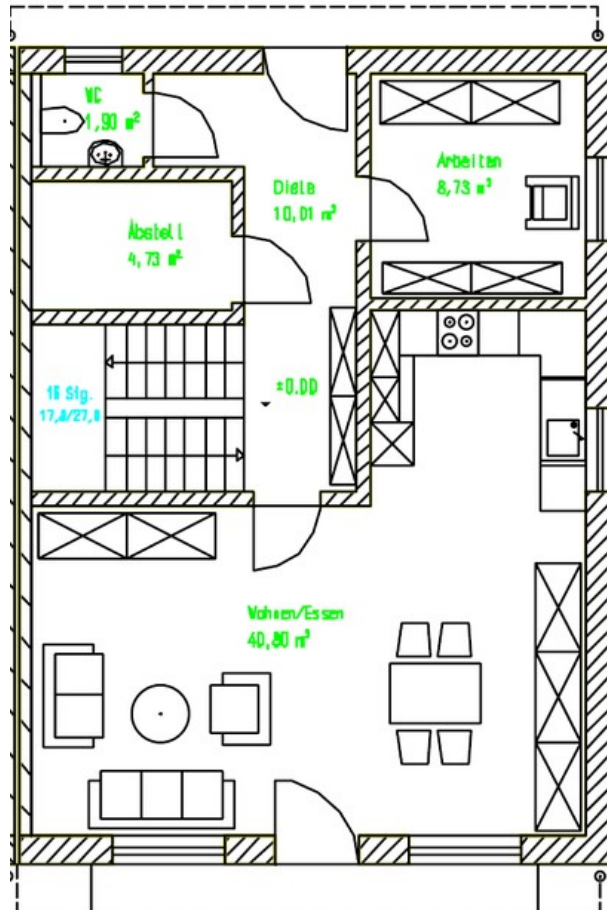 WC
1,90 m²
Arbeiten
8,73 m²
Diele
10,01 m²
Abstell
4,73 m²
16 Stg.
17,8/27,8
±0.00
Wohnen/Essen
40,80 m²